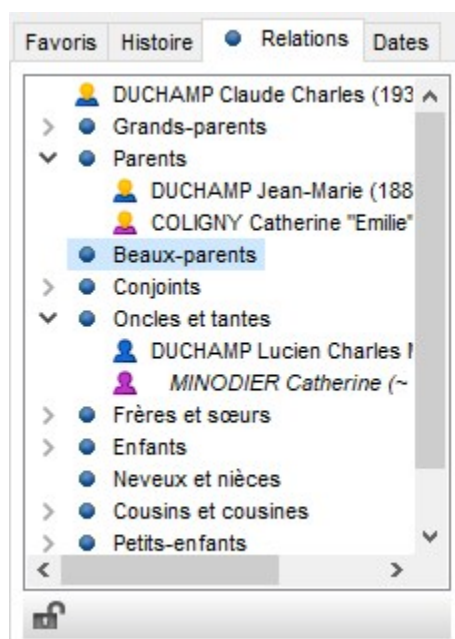 Favoris Histoire Relations Dates
DUCHAMP Claude Charles (193
Grands-parents
Parents
DUCHAMP Jean-Marie (188
COLIGNY Catherine "Emilie"
Beaux-parents
Conjoints
Oncles et tantes
DUCHAMP Lucien Charles
MINODIER Catherine (~
Frères et sœurs
Enfants
Neveux et nièces
Cousins et cousines
Petits-enfants